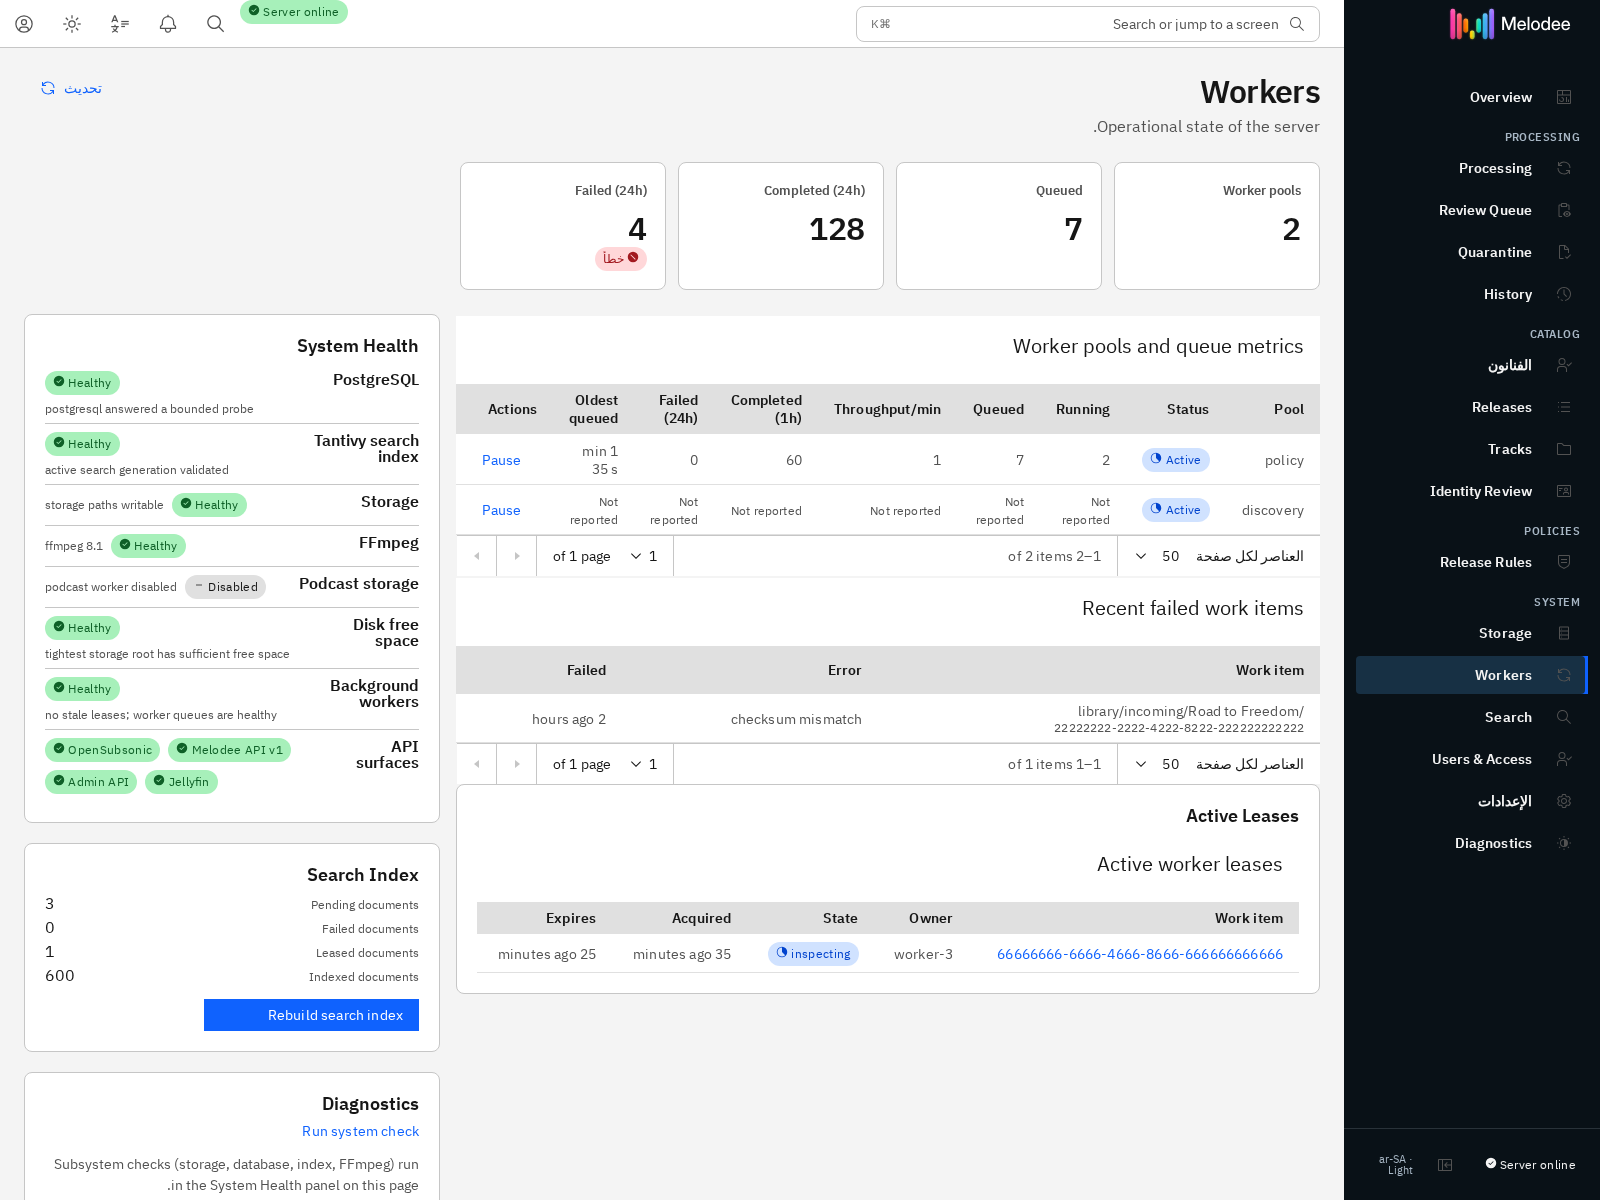 Server online
Search or jump to a screen
K⌘
Melodee
Overview
PROCESSING
Processing
Review Queue
Quarantine
History
CATALOG
الفنانون
Releases
Tracks
Identity Review
POLICIES
Release Rules
SYSTEM
Storage
Workers
Search
Users & Access
الإعدادات
Diagnostics
Server online
ar-SA ·
Light
Workers
.Operational state of the server
تحديث
Worker pools
2
Queued
7
Completed (24h)
128
Failed (24h)
4
خطأ
Worker pools and queue metrics
Pool Status Running Queued Throughput/min Completed (1h) Failed (24h) Oldest queued Actions
policy Active 2 7 1 60 0 min 1 35 s Pause
discovery Active Not reported Not reported Not reported Not reported Not reported Not reported Pause
العناصر لكل صفحة 50 of 2 items 2–1 1 of 1 page
Recent failed work items
Work item Error Failed
library/incoming/Road to Freedom/
22222222-2222-4222-8222-222222222222
checksum mismatch
hours ago 2
العناصر لكل صفحة 50 of 1 items 1–1 1 of 1 page
Active Leases
Active worker leases
Work item Owner State Acquired Expires
66666666-6666-4666-8666-666666666666 worker-3 inspecting minutes ago 35 minutes ago 25
System Health
PostgreSQL
Healthy
postgresql answered a bounded probe
Tantivy search
index
Healthy
active search generation validated
Storage
Healthy
storage paths writable
FFmpeg
Healthy
ffmpeg 8.1
Podcast storage
Disabled
podcast worker disabled
Disk free
space
Healthy
tightest storage root has sufficient free space
Background
workers
Healthy
no stale leases; worker queues are healthy
API
surfaces
Melodee API v1
OpenSubsonic
Jellyfin
Admin API
Search Index
Pending documents 3
Failed documents 0
Leased documents 1
Indexed documents 600
Rebuild search index
Diagnostics
Run system check
Subsystem checks (storage, database, index, FFmpeg) run
.in the System Health panel on this page